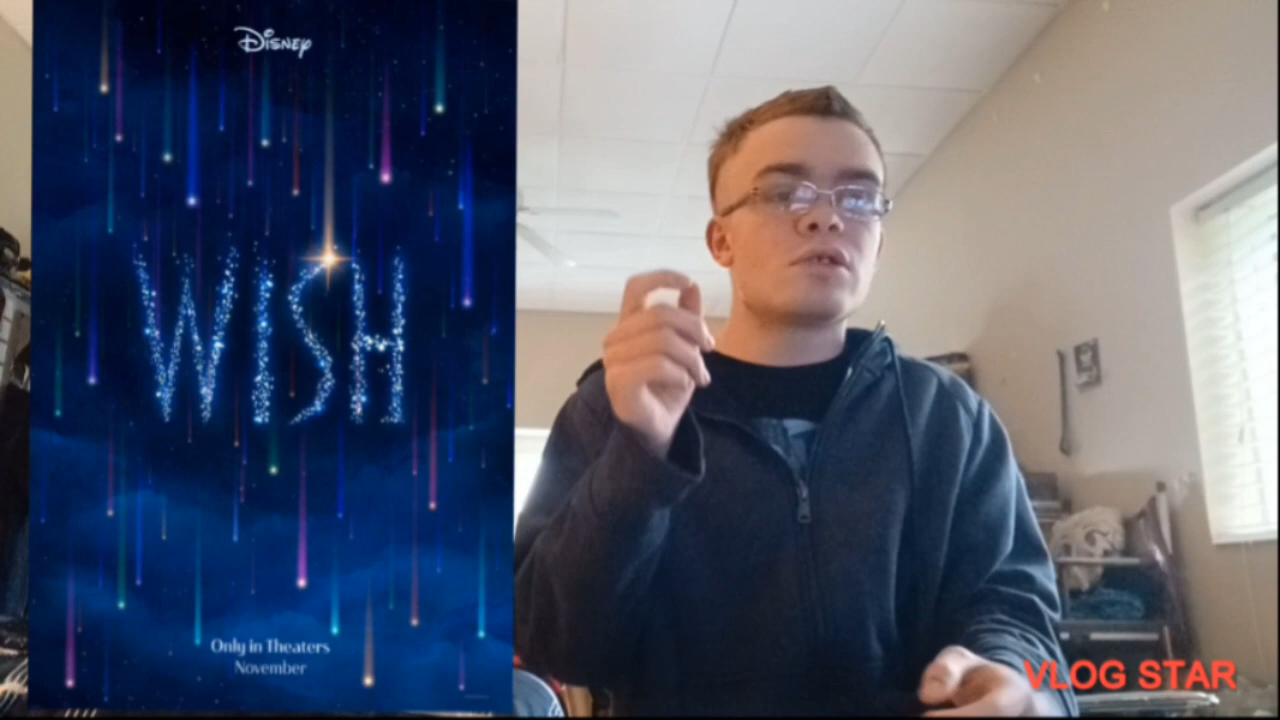 Disney
WISH
Only in Theaters
November
VLOG STAR